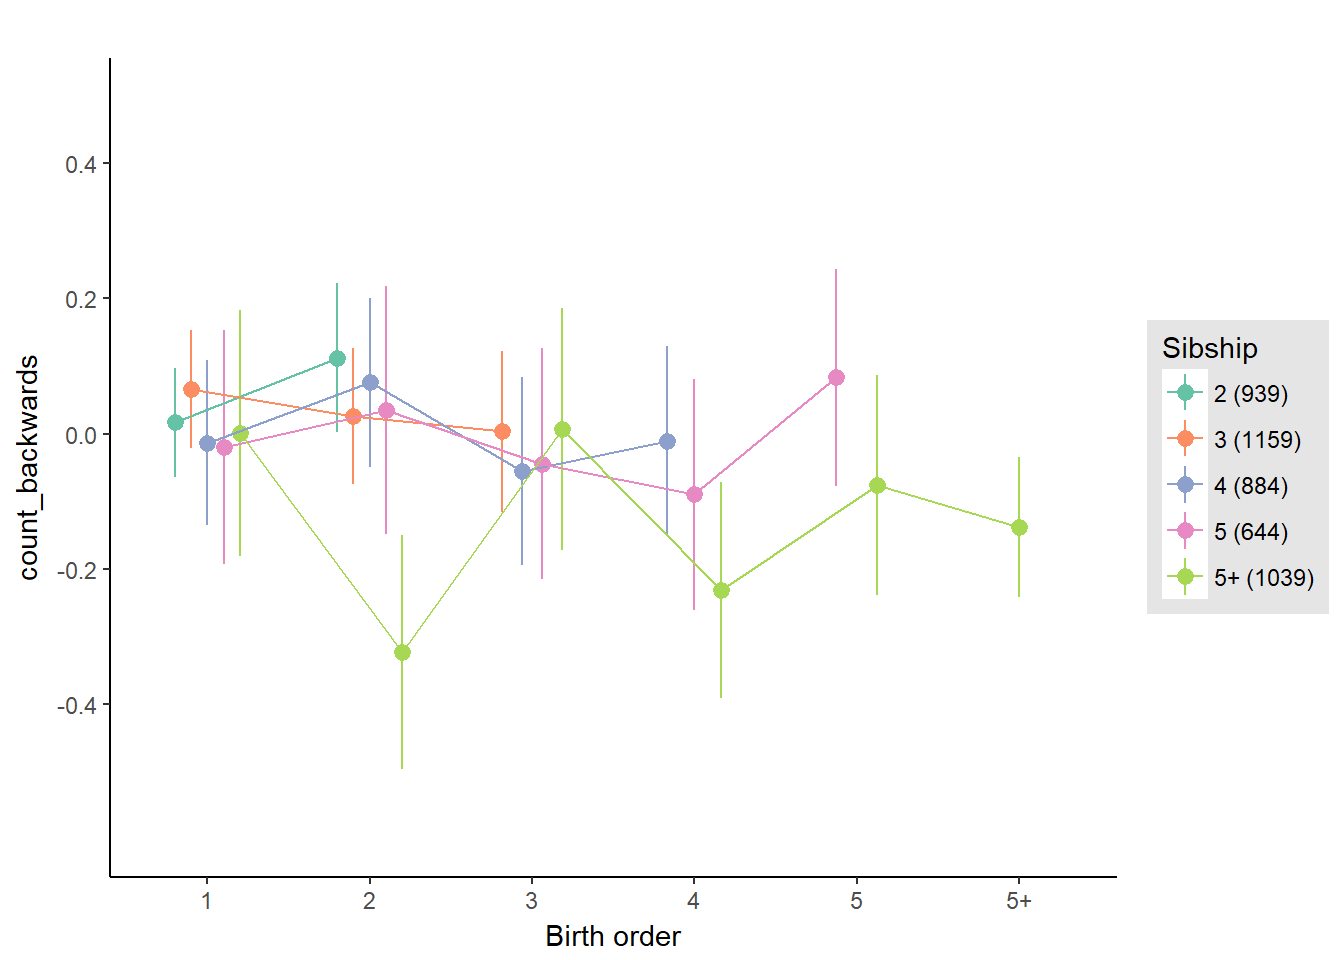 count_backwards
0.4
0.2
0.0
-0.2
-0.4
1 2 3 4 5 5+
Birth order
Sibship
2 (939)
3 (1159)
4 (884)
5 (644)
5+ (1039)